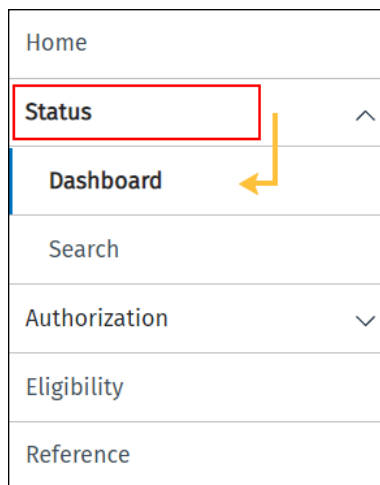 Home
Status
Dashboard
Search
Authorization
Eligibility
Reference